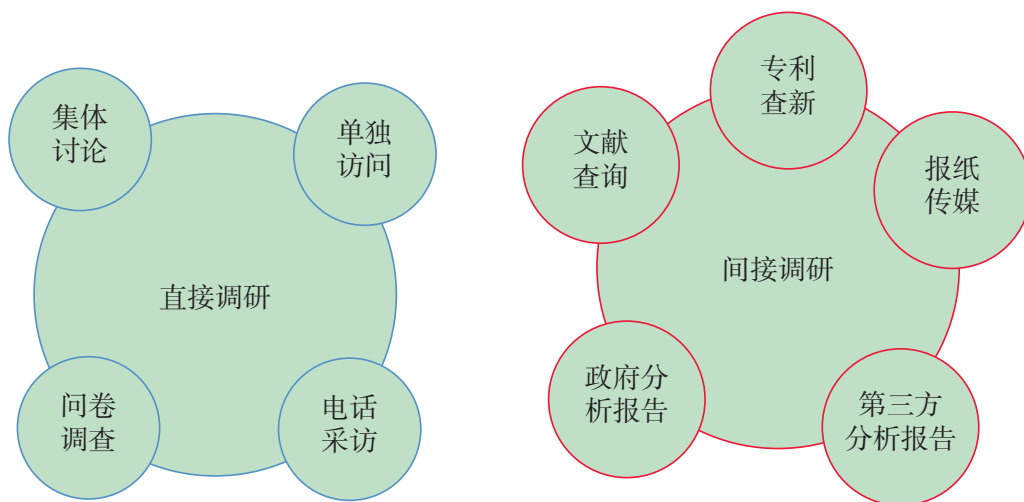 集体
讨论
单独
访问
直接调研
问卷
调查
电话
采访
专利
查新
文献
查询
报纸
传媒
间接调研
政府分
析报告
第三方
分析报告